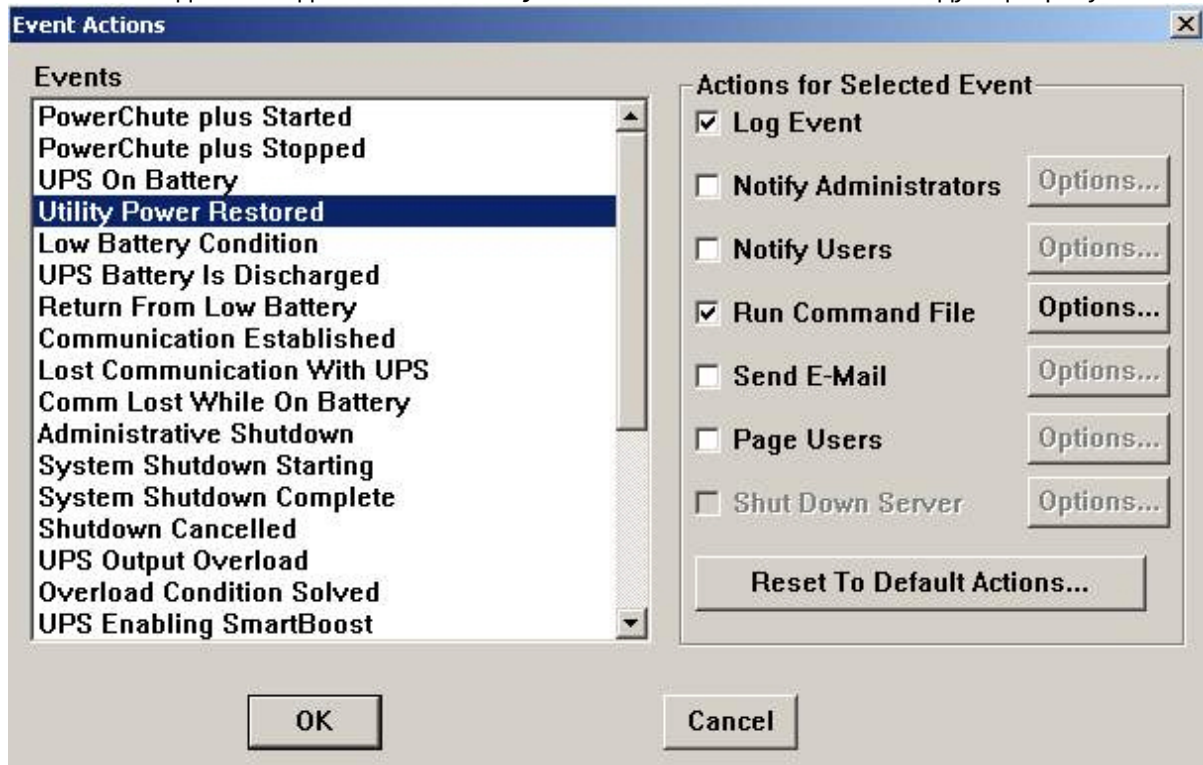 Event Actions
Events
PowerChute plus Started
PowerChute plus Stopped
UPS On Battery
Utility Power Restored
Low Battery Condition
UPS Battery Is Discharged
Return From Low Battery
Communication Established
Lost Communication With UPS
Comm Lost While On Battery
Administrative Shutdown
System Shutdown Starting
System Shutdown Complete
Shutdown Cancelled
UPS Output Overload
Overload Condition Solved
UPS Enabling SmartBoost
Actions for Selected Event
Log Event
Notify Administrators Options...
Notify Users Options...
Run Command File Options...
Send E-Mail Options...
Page Users Options...
Shut Down Server Options...
Reset To Default Actions...
OK Cancel